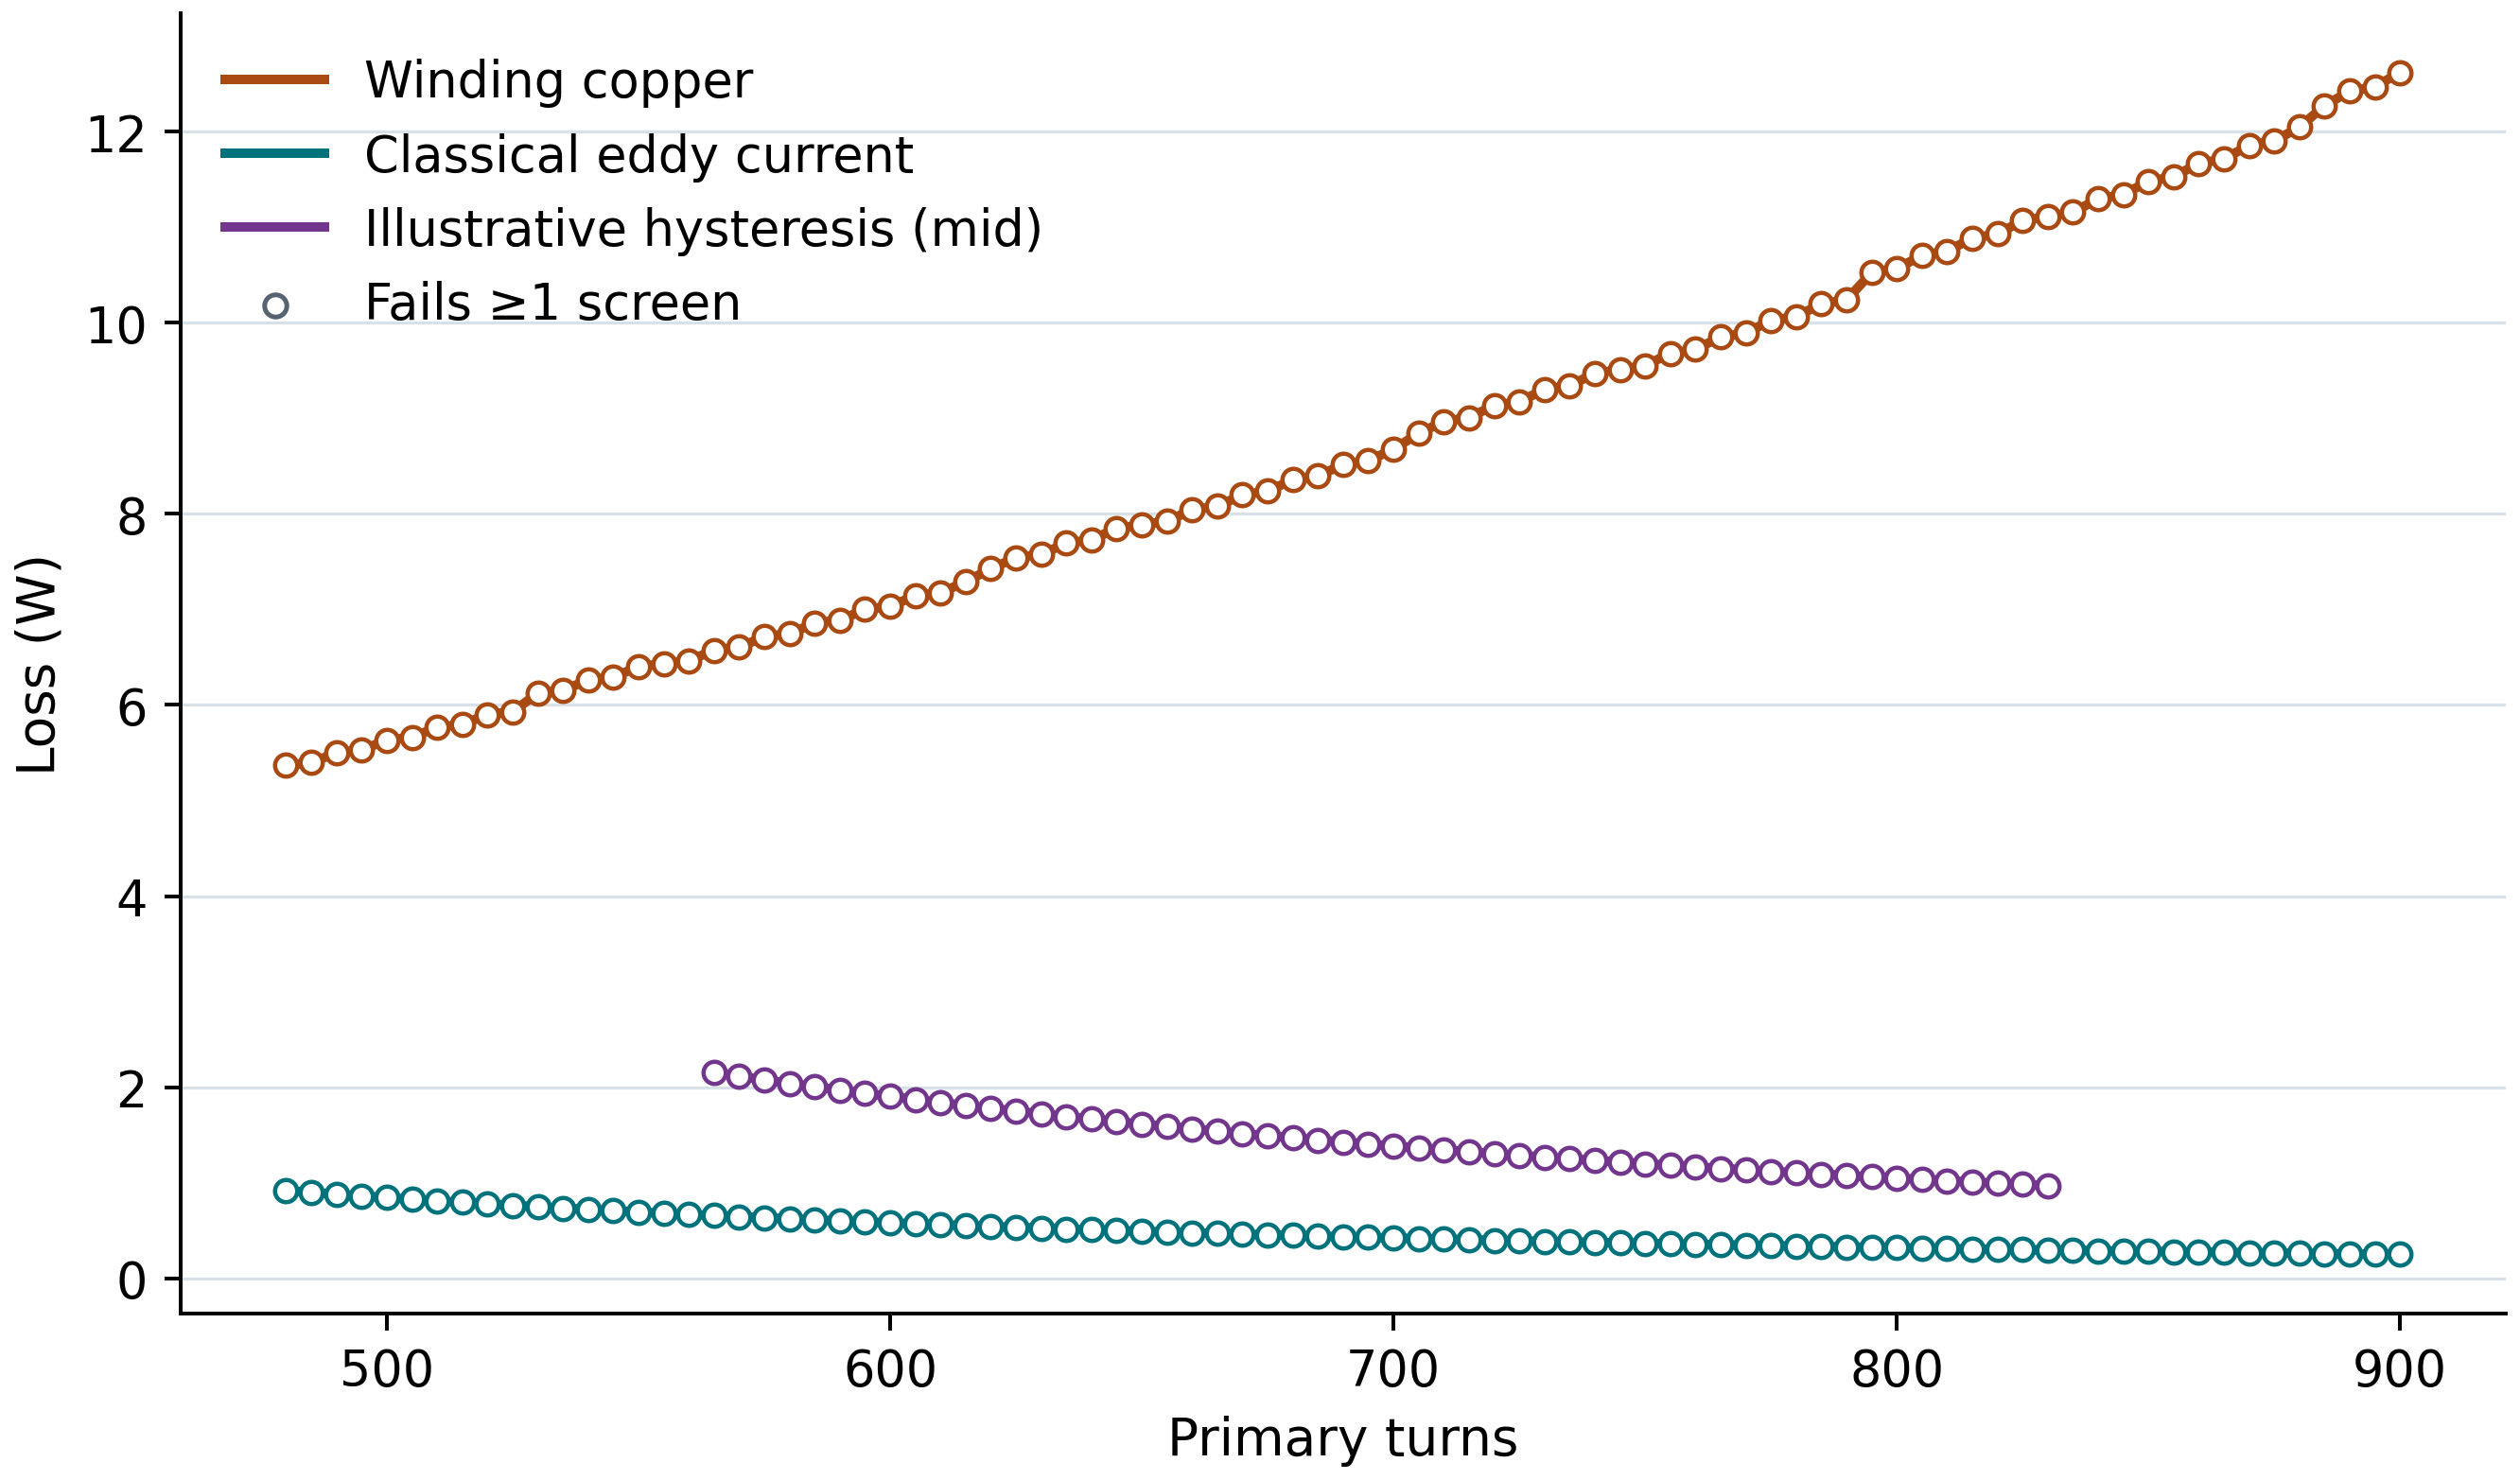 Winding copper
Classical eddy current
Illustrative hysteresis (mid)
Fails ≥1 screen
12
10
8
6
4
2
0
Loss (W)
500 600 700 800 900
Primary turns